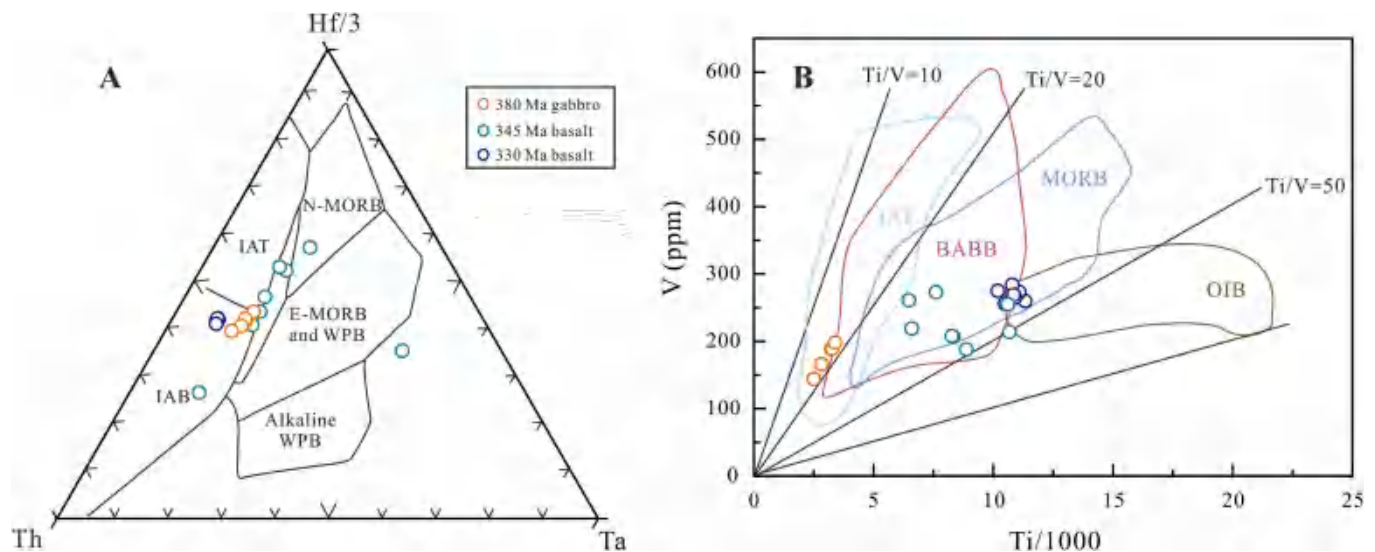 Hf/3
A
380 Ma gabbro
345 Ma basalt
330 Ma basalt
N-MORB
IAT
E-MORB
and WPB
IAB
Alkaline
WPB
Th
Ta
B
Ti/V=10
Ti/V=20
Ti/V=50
MORB
IAT
BABB
OIB
V (ppm)
600
500
400
300
200
100
0
0 5 10 15 20 25
Ti/1000